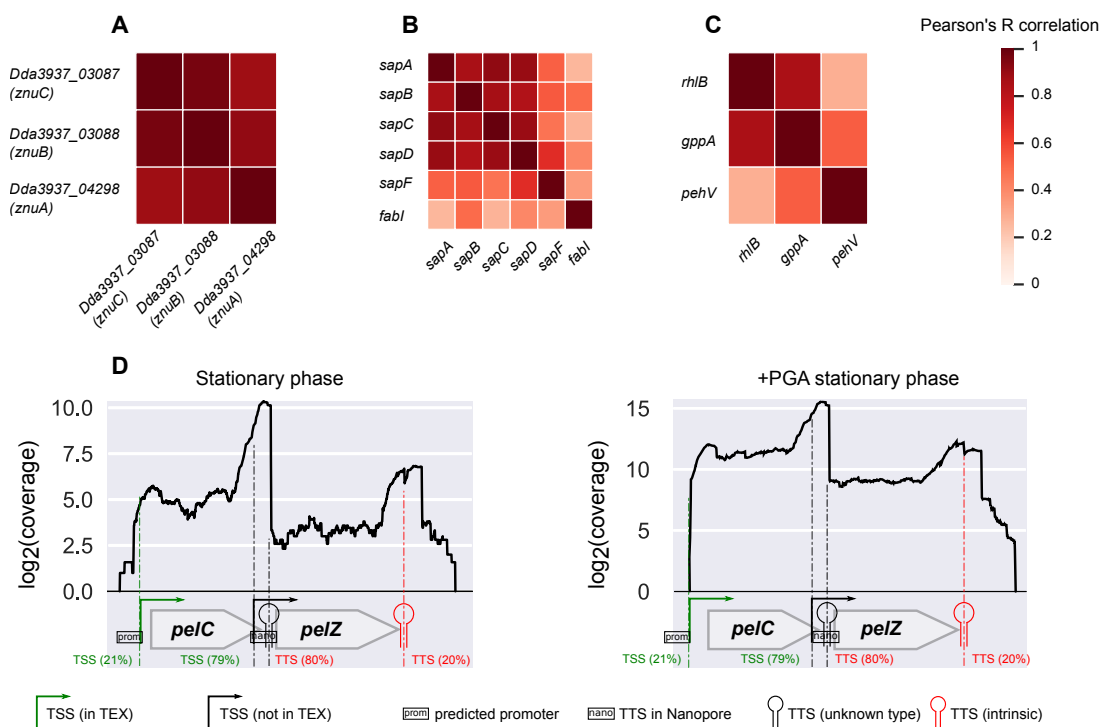 A
B
C
Pearson's R correlation
Dda3937_03087
(znuC)
Dda3937_03088
(znuB)
Dda3937_04298
(znuA)
Dda3937_03087
(znuC)
Dda3937_03088
(znuB)
Dda3937_04298
(znuA)
sapA
sapB
sapC
sapD
sapF
fabI
sapA
sapB
sapC
sapD
sapF
fabI
rhlB
gppA
pehV
rhlB
gppA
pehV
1
0.8
0.6
0.4
0.2
0
D
Stationary phase
log2(coverage)
10.0
7.5
5.0
2.5
0.0
prom
pelC
nano
pelZ
TSS (21%)
TSS (79%)
TTS (80%)
TTS (20%)
+PGA stationary phase
log2(coverage)
15
10
5
0
prom
pelC
nano
pelZ
TSS (21%)
TSS (79%)
TTS (80%)
TTS (20%)
TSS (in TEX)
TSS (not in TEX)
prom predicted promoter
nano TTS in Nanopore
TTS (unknown type)
TTS (intrinsic)